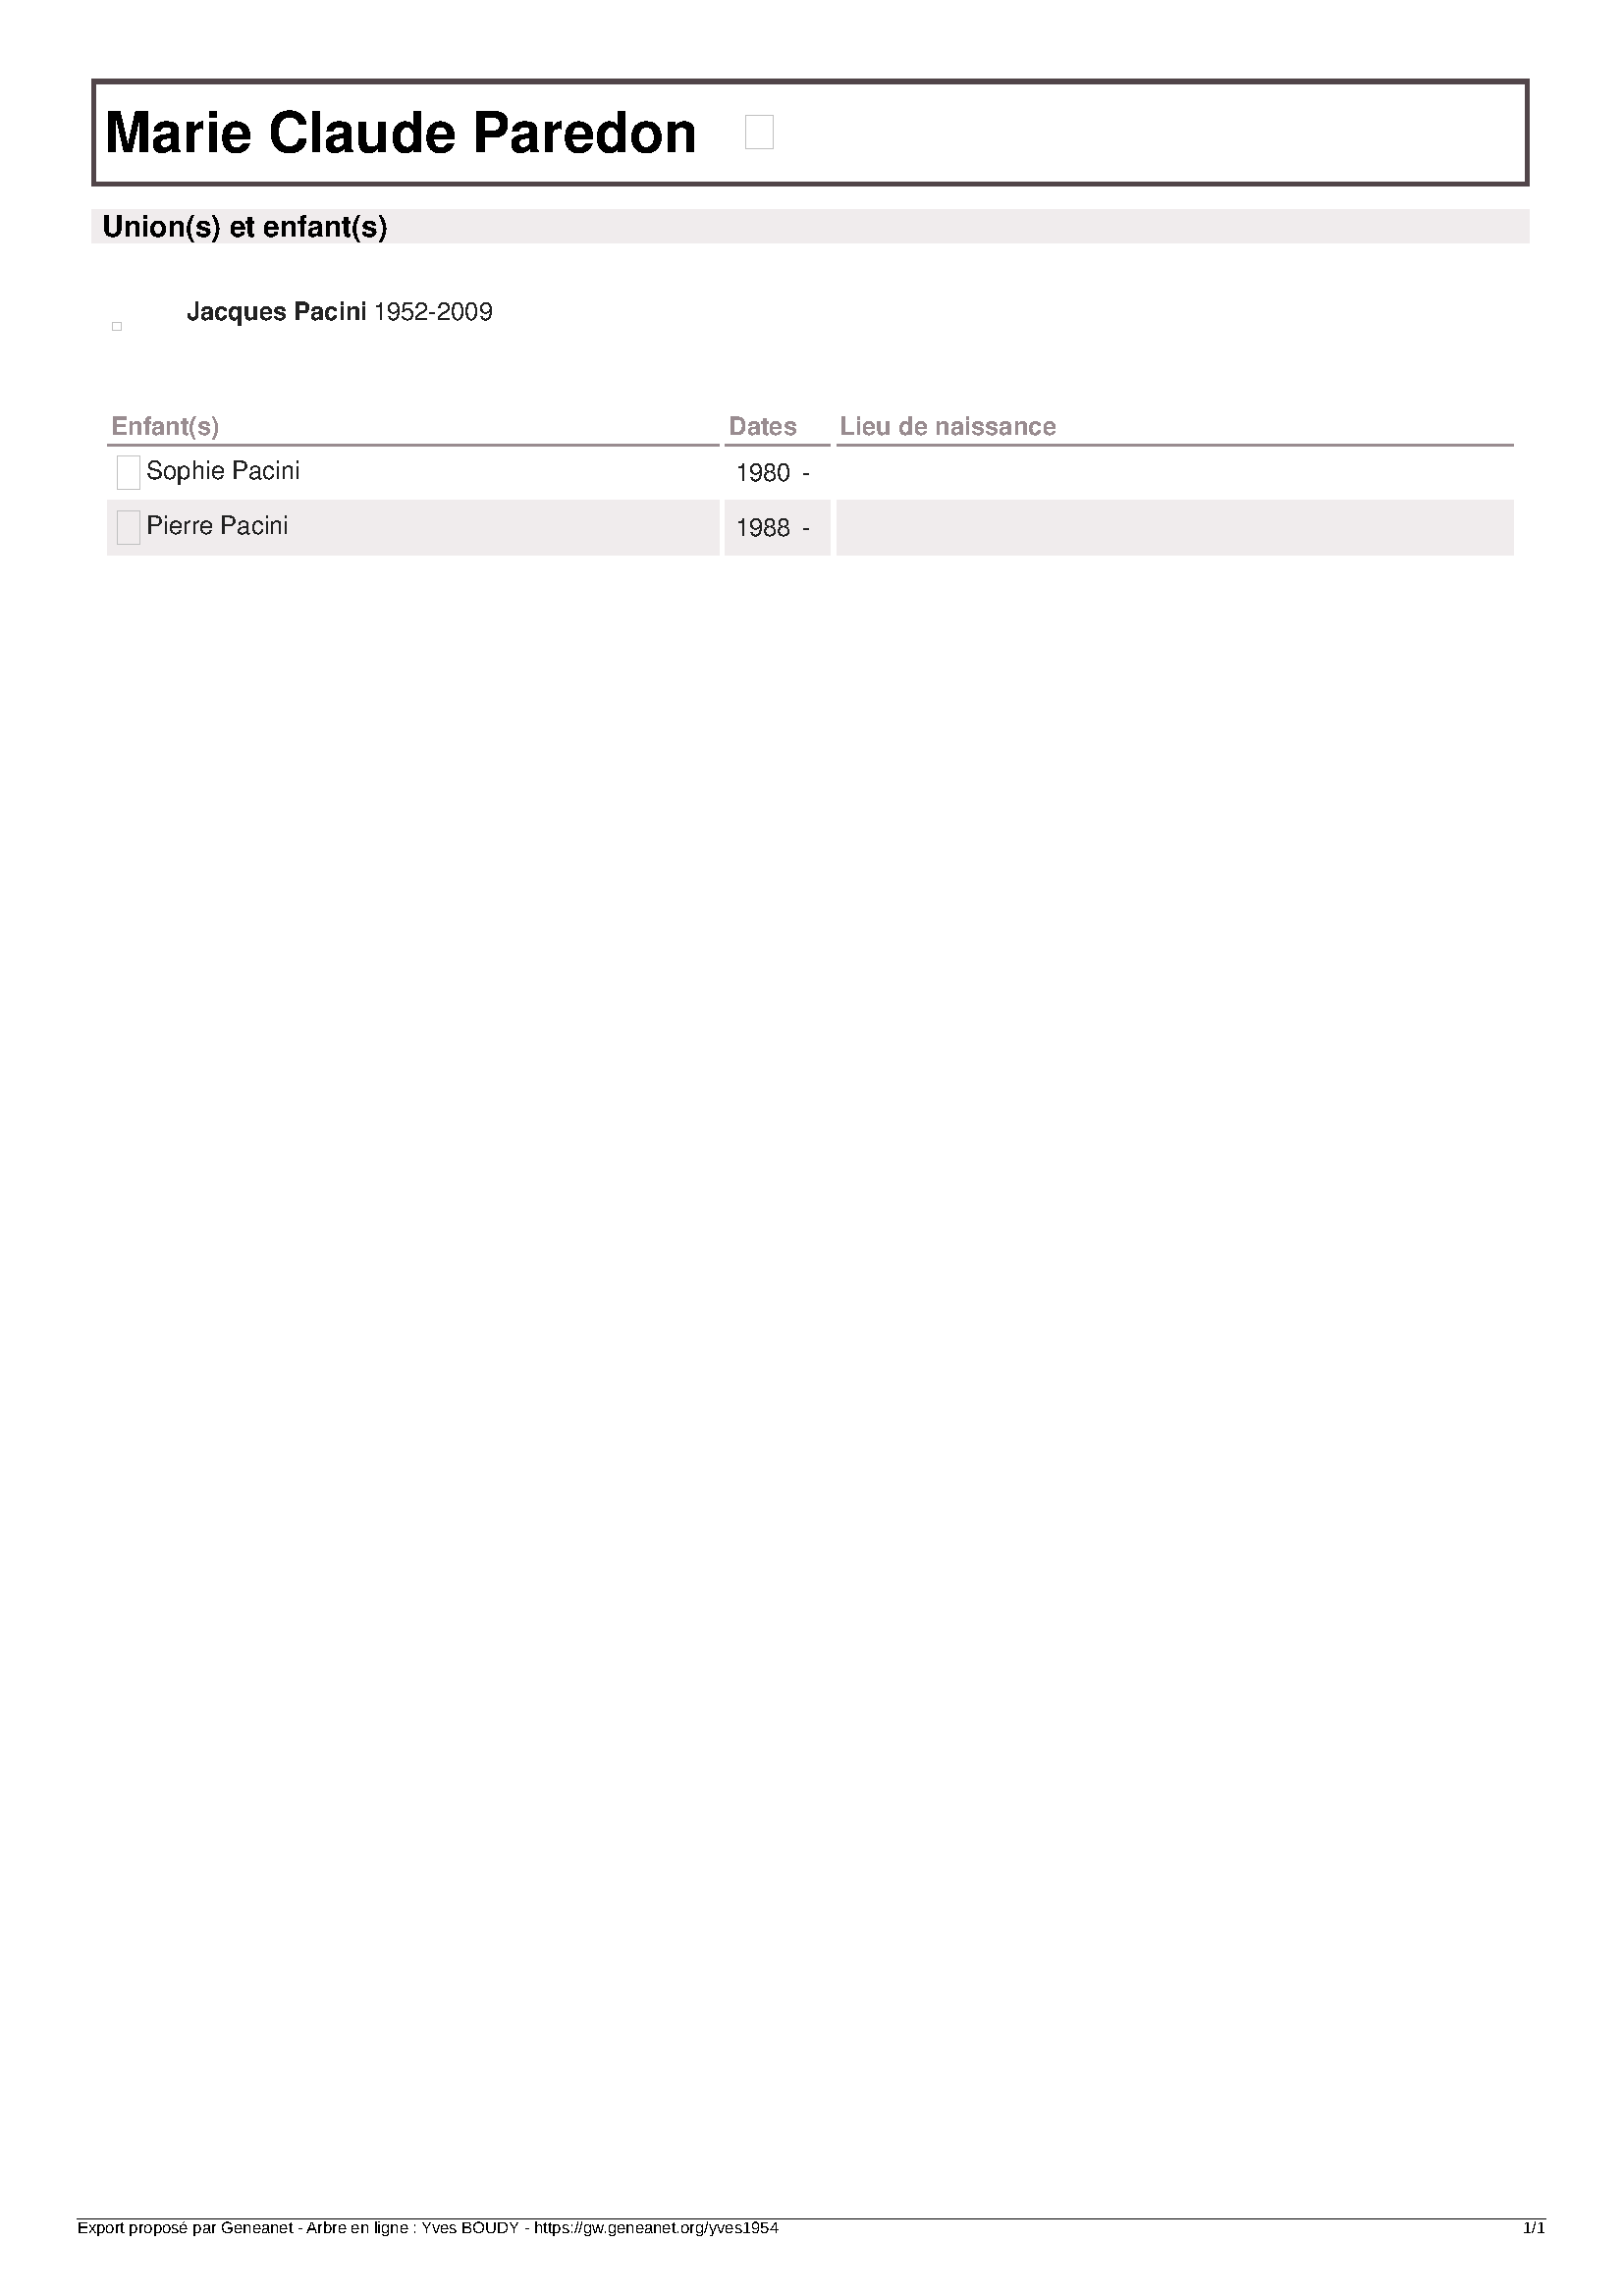 Marie Claude Paredon
Union(s) et enfant(s)
Jacques Pacini 1952-2009
Enfant(s) Dates Lieu de naissance
Sophie Pacini 1980 -
Pierre Pacini 1988 -
Export proposé par Geneanet - Arbre en ligne : Yves BOUDY - https://gw.geneanet.org/yves1954 1/1